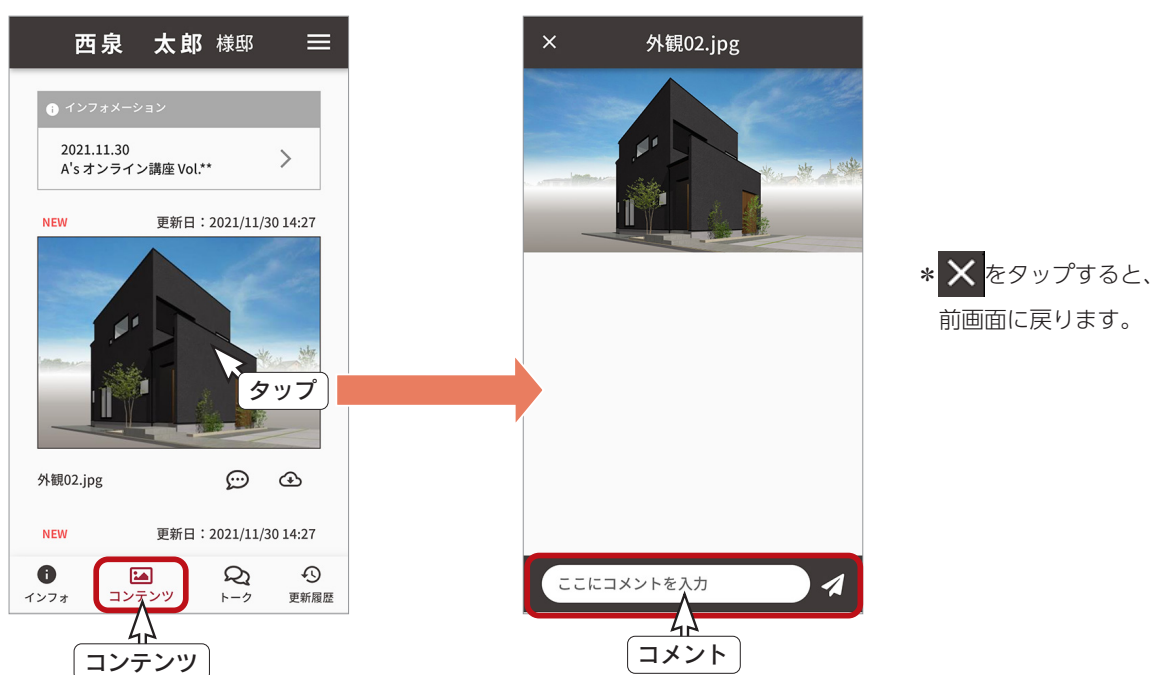 西泉 太郎 様邸
インフォメーション
2021.11.30
A's オンライン講座 Vol.**
NEW 更新日：2021/11/30 14:27
タップ
外観02.jpg
NEW 更新日：2021/11/30 14:27
インフォ コンテンツ トーク 更新履歴
コンテンツ
× 外観02.jpg
ここにコメントを入力
コメント
* ×をタップすると、
前画面に戻ります。